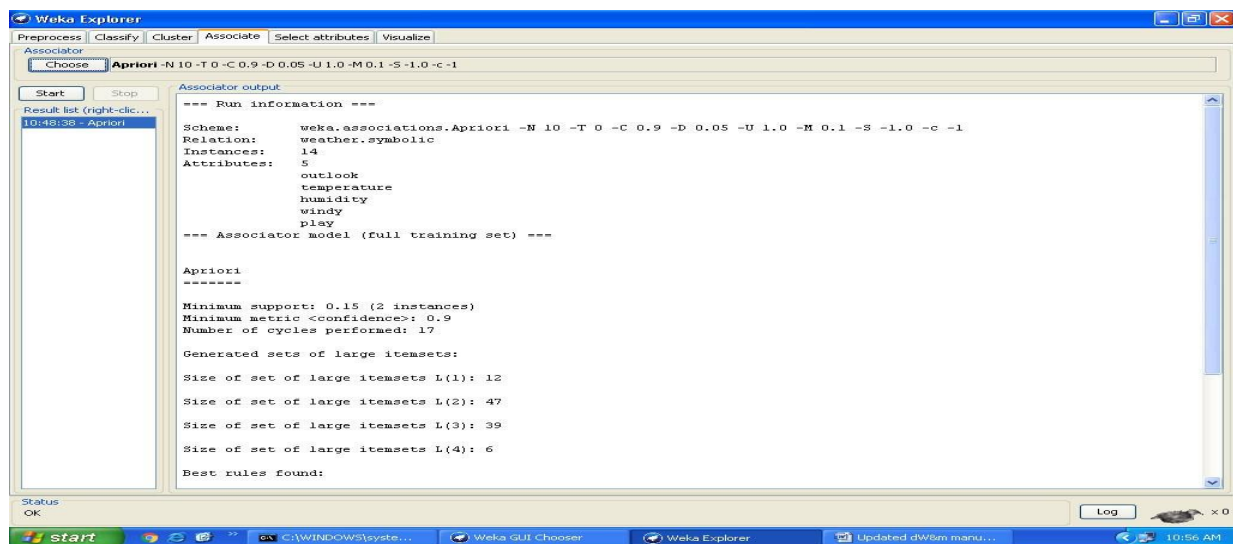 Weka Explorer
Preprocess Classify Cluster Associate Select attributes Visualize
Associator
Choose Apriori -N 10 -T 0 -C 0.9 -D 0.05 -U 1.0 -M 0.1 -S -1.0 -c -1
Start Stop
Result list (right-clic...
10:48:38 - Apriori
Associator output
=== Run information ===
Scheme: weka.associations.Apriori -N 10 -T 0 -C 0.9 -D 0.05 -U 1.0 -M 0.1 -S -1.0 -c -1
Relation: weather.symbolic
Instances: 14
Attributes: 5
outlook
temperature
humidity
windy
play
=== Associator model (full training set) ===
Apriori
=======
Minimum support: 0.15 (2 instances)
Minimum metric <confidence>: 0.9
Number of cycles performed: 17
Generated sets of large itemsets:
Size of set of large itemsets L(1): 12
Size of set of large itemsets L(2): 47
Size of set of large itemsets L(3): 39
Size of set of large itemsets L(4): 6
Best rules found:
Status
OK
Log x 0
start C:\WINDOWS\syste... Weka GUI Chooser Weka Explorer Updated dW&m manu... 10:56 AM